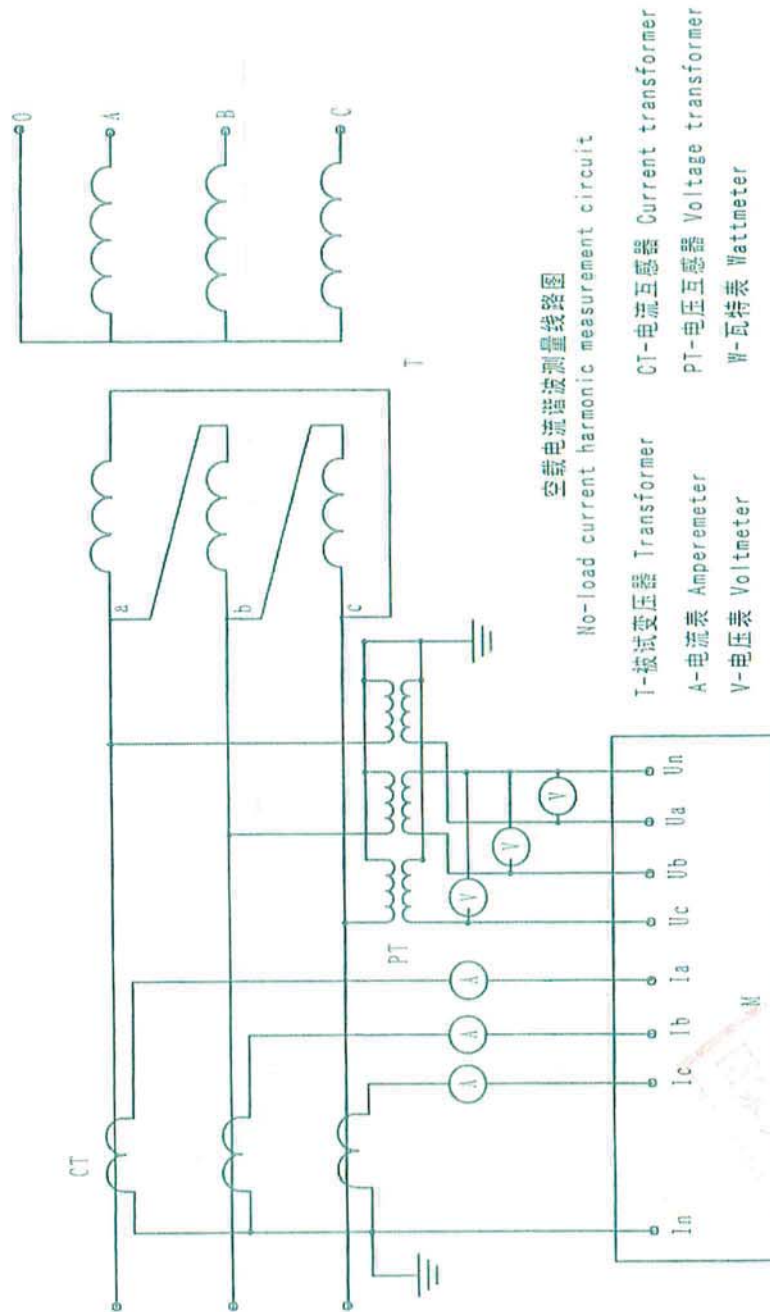 O
A
B
C
CT
a
b
c
T
PT
V
V
V
A
A
A
In
Ic
Ib
Ia
Uc
Ub
Ua
Un
M
空载电流谐波测量线路图
No-load current harmonic measurement circuit
T-被试变压器 Transformer
CT-电流互感器 Current transformer
A-电流表 Amperemeter
PT-电压互感器 Voltage transformer
V-电压表 Voltmeter
W-瓦特表 Wattmeter